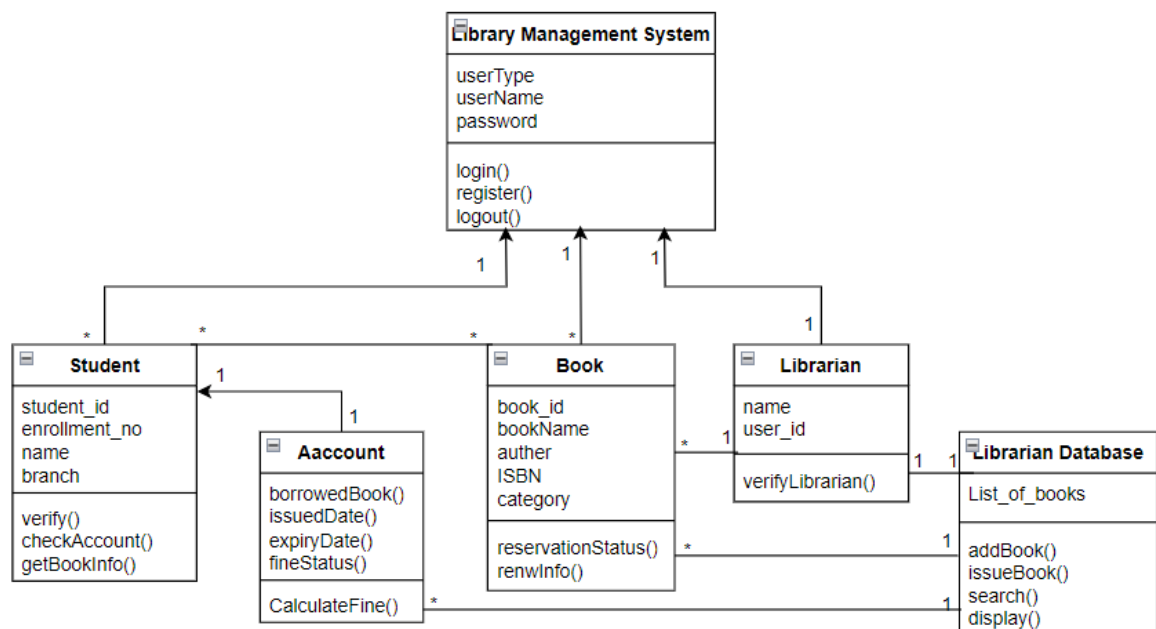 Library Management System
userType
userName
password
login()
register()
logout()
1
1
1
*
*
*
*
1
Student
student_id
enrollment_no
name
branch
verify()
checkAccount()
getBookInfo()
1
1
Aaccount
borrowedBook()
issuedDate()
expiryDate()
fineStatus()
CalculateFine()
*
1
Book
book_id
bookName
auther
ISBN
category
reservationStatus()
renwInfo()
*
1
*
1
Librarian
name
user_id
verifyLibrarian()
1
1
Librarian Database
List_of_books
addBook()
issueBook()
search()
display()